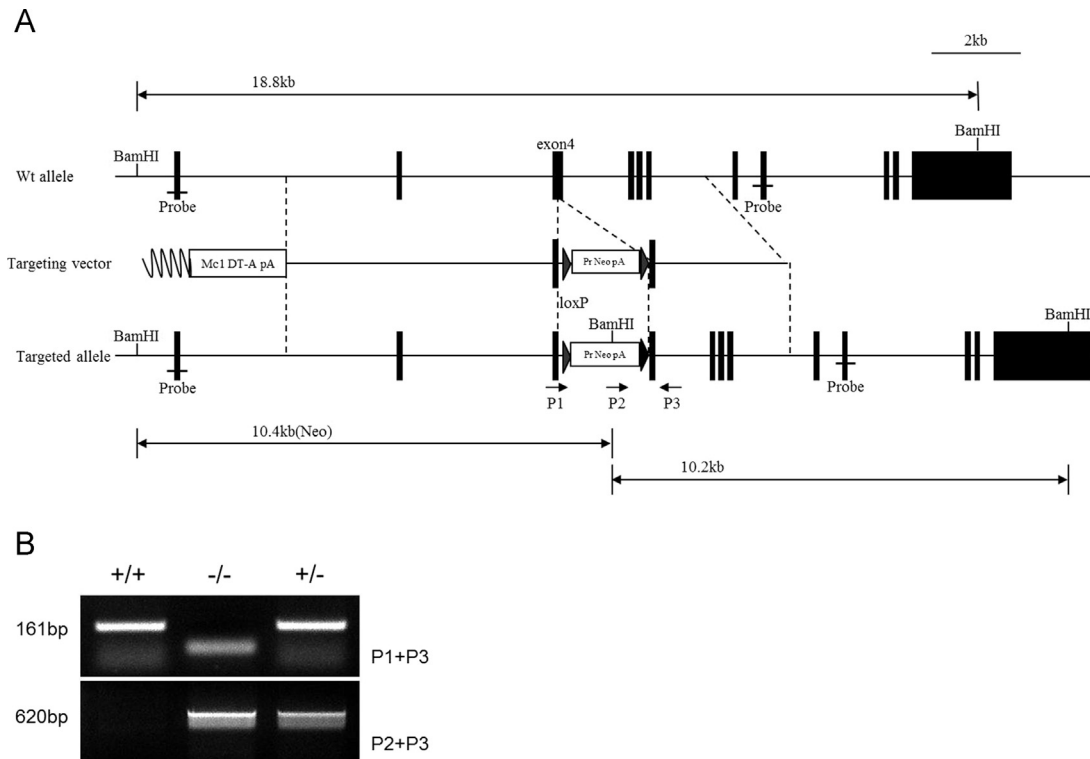 A
2kb
18.8kb
BamHI
exon4
BamHI
Wt allele
Probe
Probe
Targeting vector
Mc1 DT-A pA
Pr Neo pA
loxP
BamHI
BamHI
BamHI
Targeted allele
Pr Neo pA
Probe
Probe
P1
P2
P3
10.4kb(Neo)
10.2kb
B
+/+
-/-
+/-
161bp
P1+P3
620bp
P2+P3